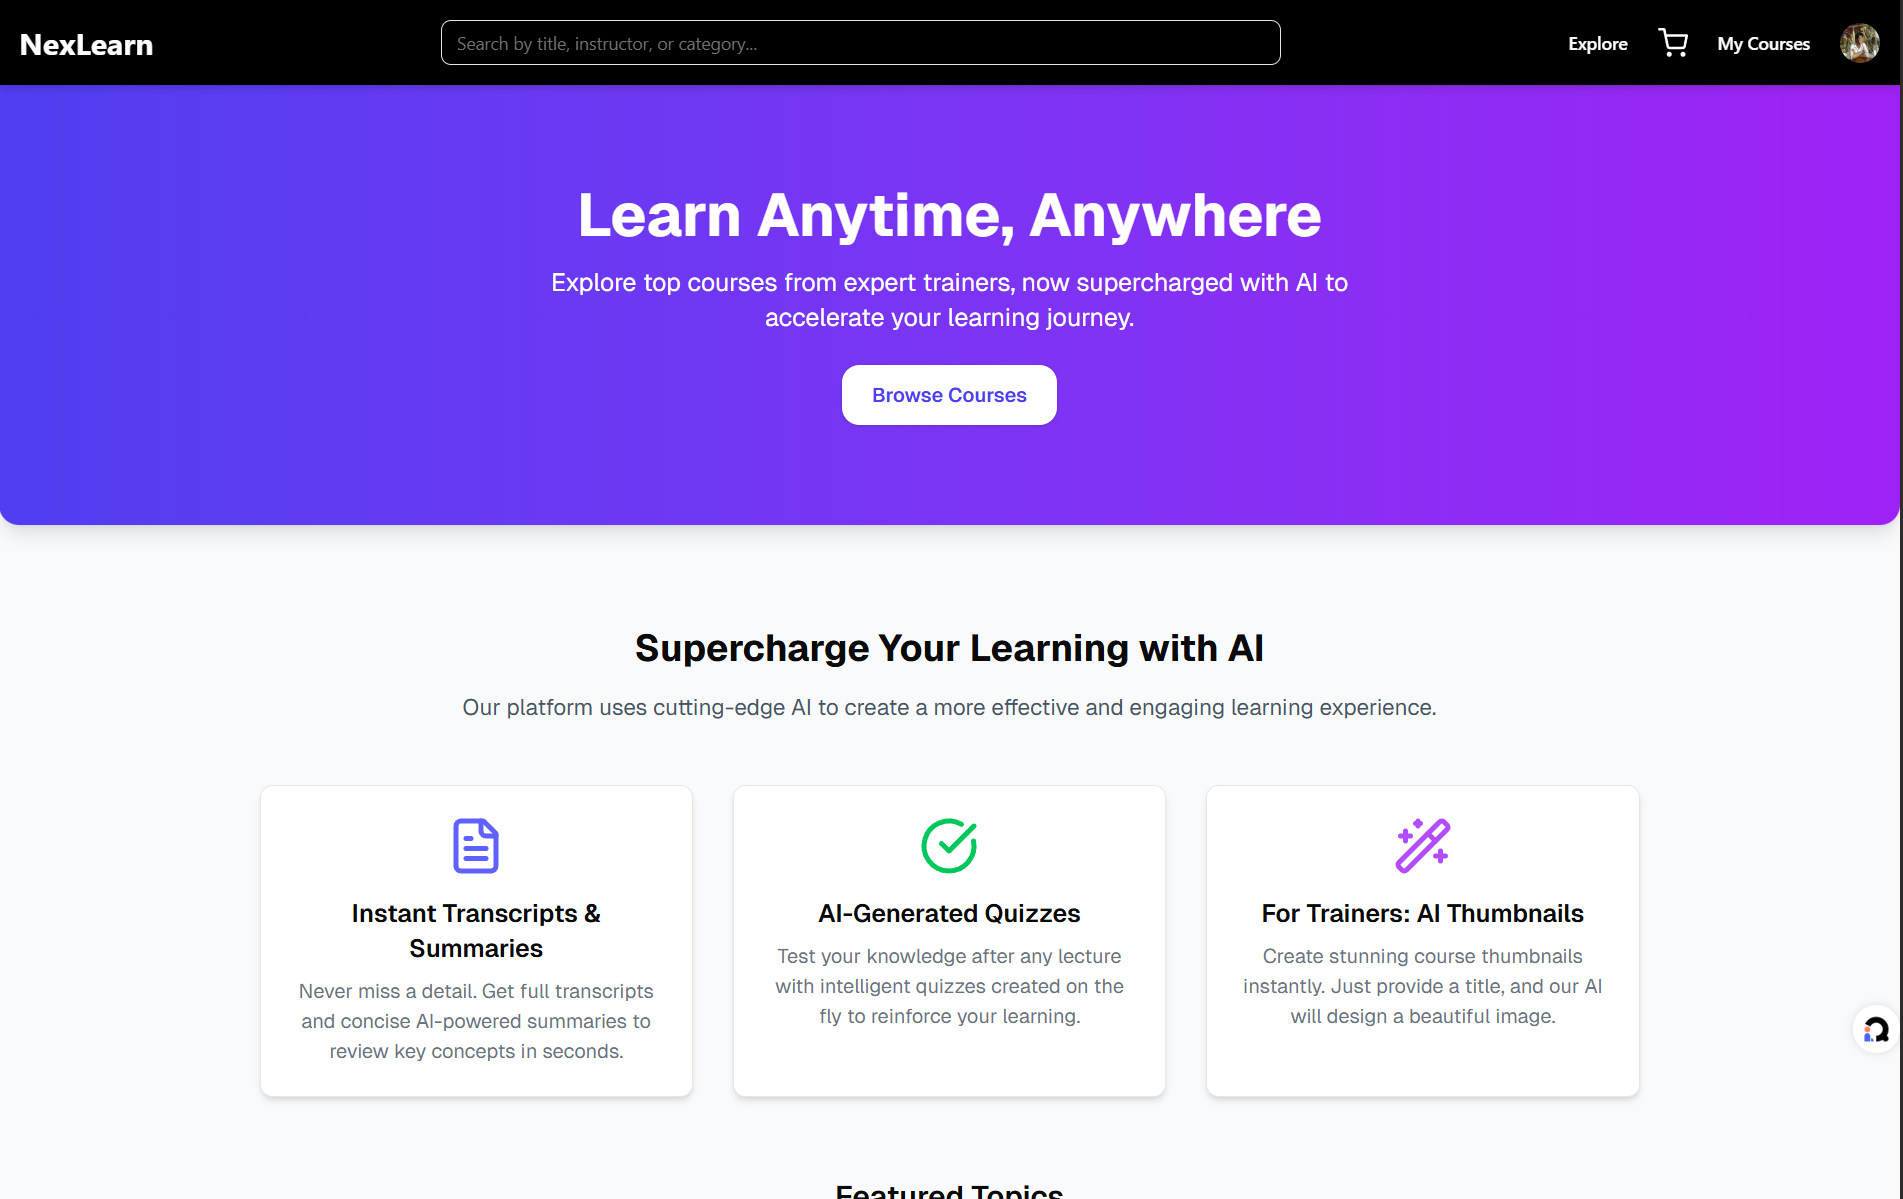 NexLearn
Search by title, instructor, or category...
Explore
My Courses
Learn Anytime, Anywhere
Explore top courses from expert trainers, now supercharged with AI to
accelerate your learning journey.
Browse Courses
Supercharge Your Learning with AI
Our platform uses cutting-edge AI to create a more effective and engaging learning experience.
Instant Transcripts &
Summaries
Never miss a detail. Get full transcripts
and concise AI-powered summaries to
review key concepts in seconds.
AI-Generated Quizzes
Test your knowledge after any lecture
with intelligent quizzes created on the
fly to reinforce your learning.
For Trainers: AI Thumbnails
Create stunning course thumbnails
instantly. Just provide a title, and our AI
will design a beautiful image.
Featured Topics